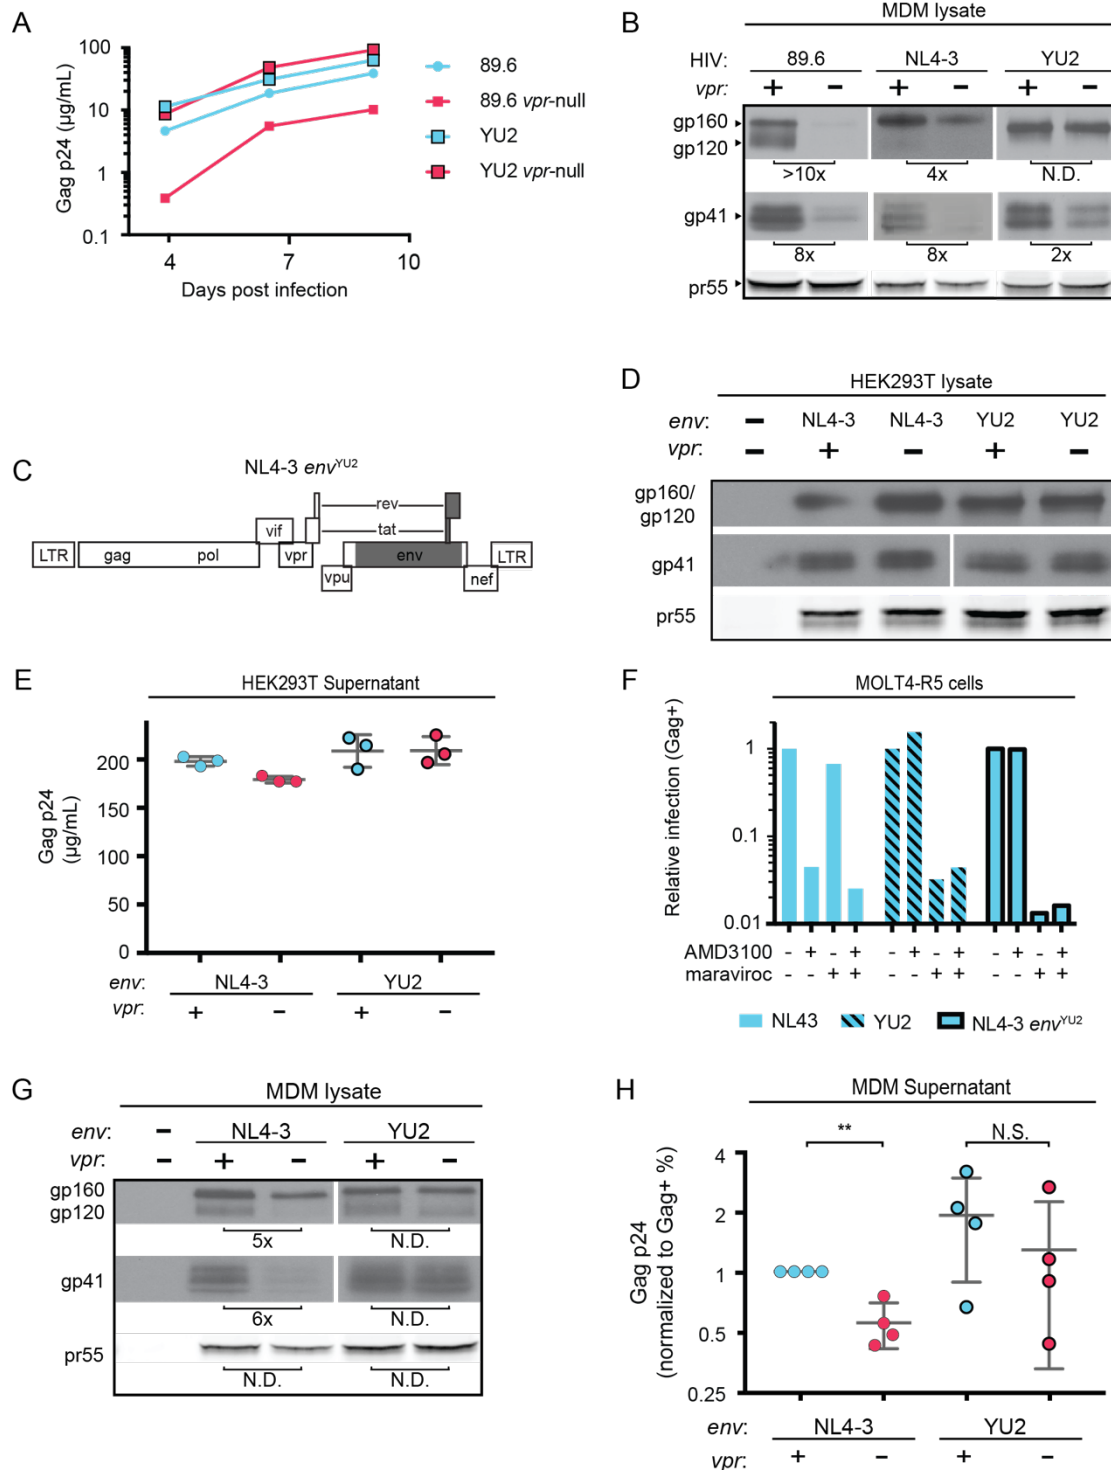 A
Gag p24 (µg/mL)
100
10
1
0.1
4 7 10
Days post infection
89.6
89.6 vpr-null
YU2
YU2 vpr-null
B
MDM lysate
HIV: 89.6 NL4-3 YU2
vpr: + − + − + −
gp160
gp120
>10x 4x N.D.
gp41
8x 8x 2x
pr55
C
NL4-3 envYU2
rev
tat
vif
LTR gag pol vpr env LTR
vpu nef
D
HEK293T lysate
env: − NL4-3 NL4-3 YU2 YU2
vpr: − + − + −
gp160/
gp120
gp41
pr55
E
HEK293T Supernatant
Gag p24
(µg/mL)
200
150
100
50
0
env: NL4-3 YU2
vpr: + − + −
F
MOLT4-R5 cells
Relative infection (Gag+)
1
0.1
0.01
AMD3100 - + - + - + - + - + - +
maraviroc - - + + - - + + - - + +
NL43 YU2 NL4-3 envYU2
G
MDM lysate
env: − NL4-3 YU2
vpr: − + − + −
gp160
gp120
5x N.D.
gp41
6x N.D.
pr55
N.D. N.D.
H
MDM Supernatant
** N.S.
Gag p24
(normalized to Gag+ %)
4
2
1
0.5
0.25
env: NL4-3 YU2
vpr: + − + −